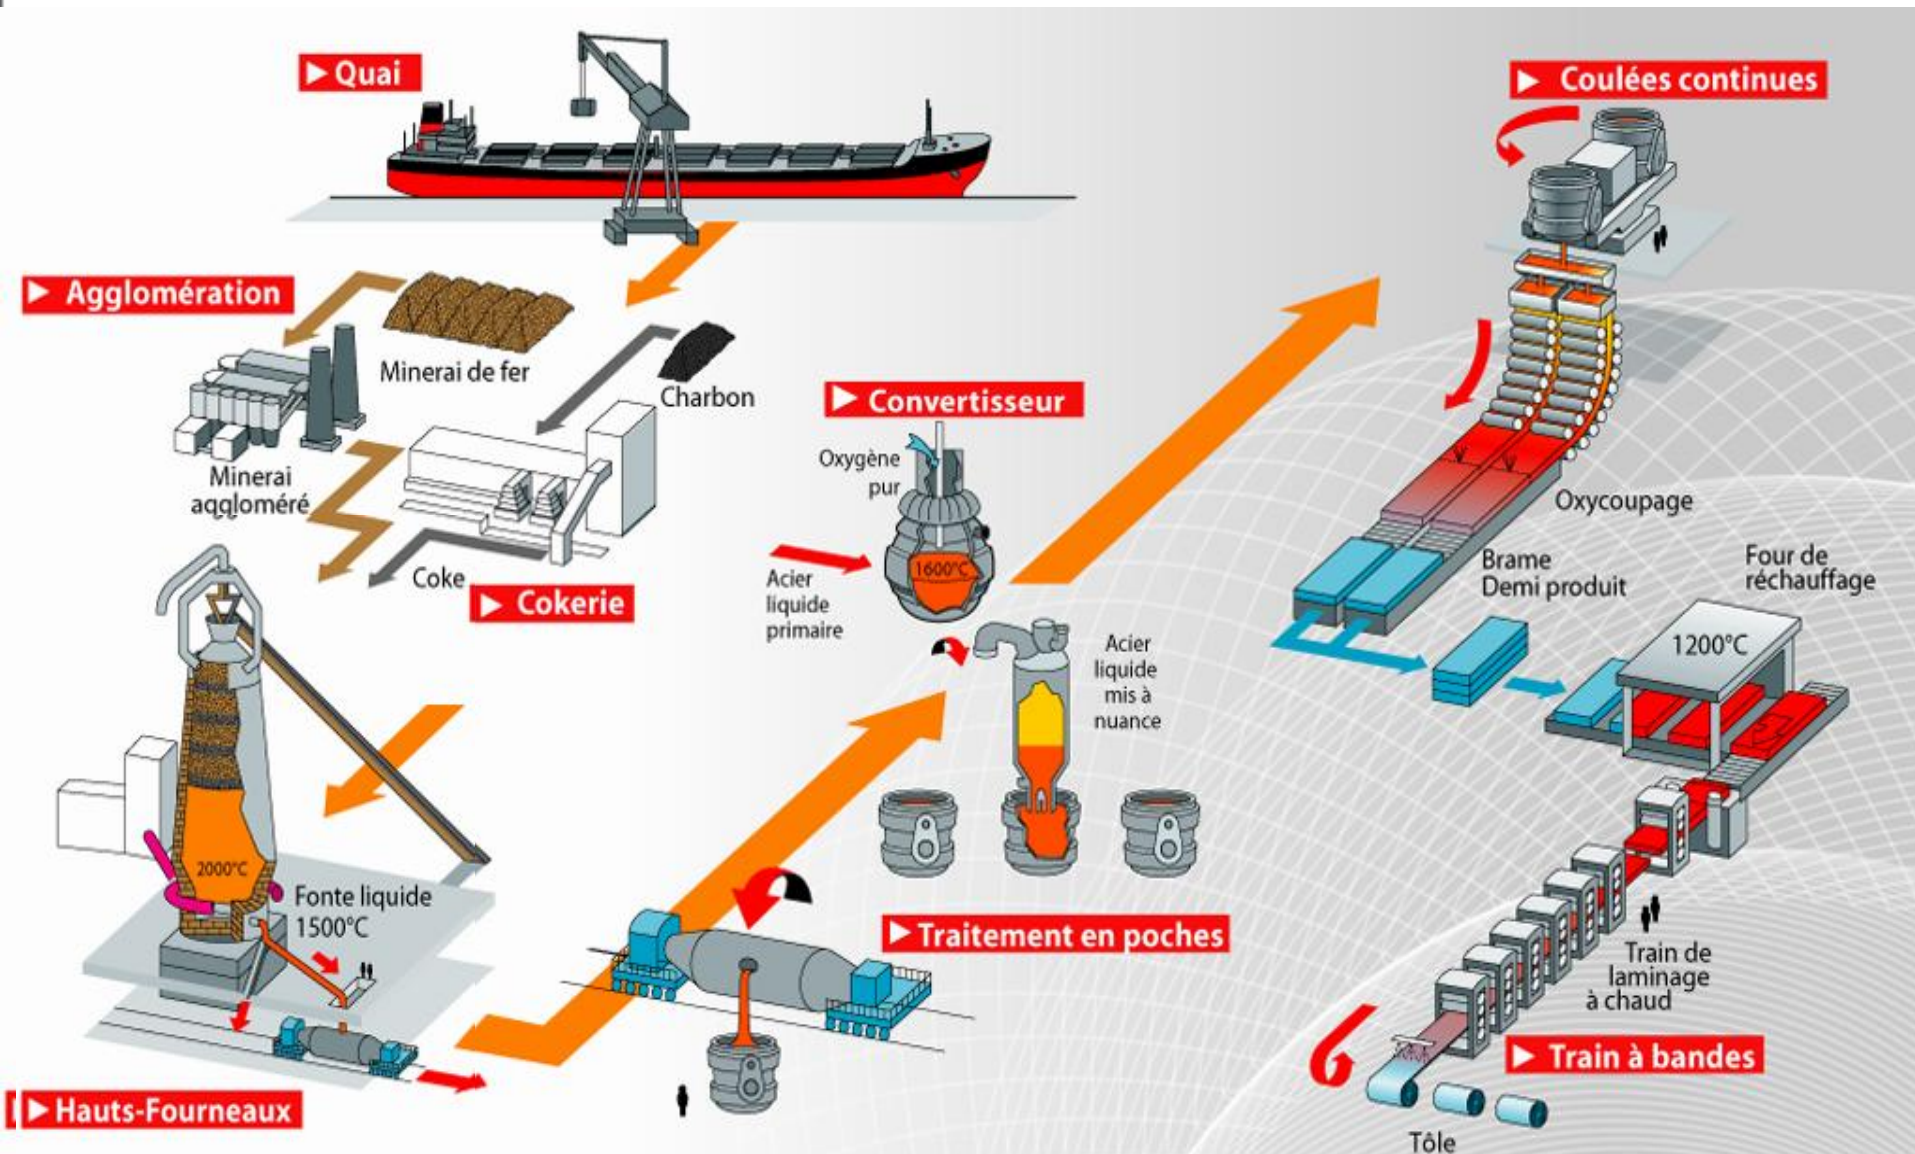 Quai
Agglomération
Minerai de fer
Charbon
Minerai
aggloméré
Coke
Cokerie
2000°C
Fonte liquide
1500°C
Hauts-Fourneaux
Convertisseur
Oxygène
pur
1600°C
Acier
liquide
primaire
Acier
liquide
mis à
nuance
Traitement en poches
Coulées continues
Oxycoupage
Brame
Demi produit
Four de
réchauffage
1200°C
Train de
laminage
à chaud
Train à bandes
Tôle